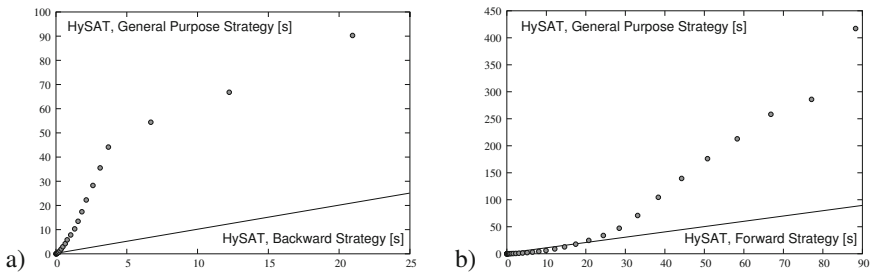 a)
HySAT, General Purpose Strategy [s]
100
90
80
70
60
50
40
30
20
10
0
0 5 10 15 20 25
HySAT, Backward Strategy [s]
b)
HySAT, General Purpose Strategy [s]
450
400
350
300
250
200
150
100
50
0
0 10 20 30 40 50 60 70 80 90
HySAT, Forward Strategy [s]